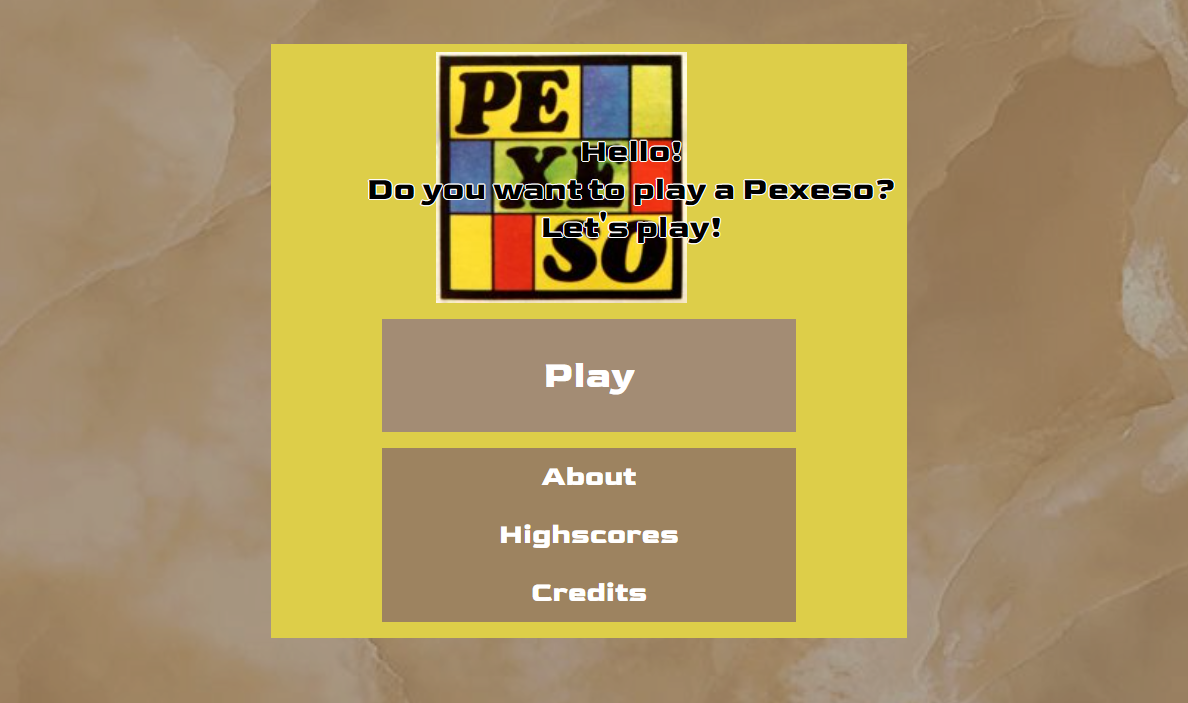 PE
XE
SO
Hello!
Do you want to play a Pexeso?
Let's play!
Play
About
Highscores
Credits